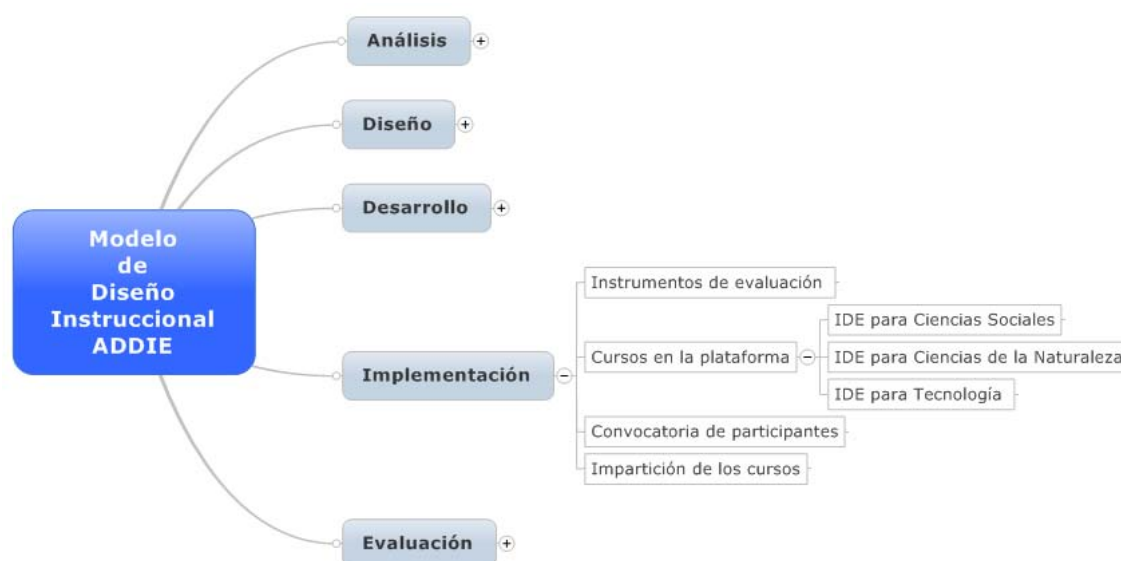 Análisis
Diseño
Desarrollo
Modelo
de
Diseño
Instruccional
ADDIE
Instrumentos de evaluación
IDE para Ciencias Sociales
Cursos en la plataforma
IDE para Ciencias de la Naturaleza
Implementación
IDE para Tecnología
Convocatoria de participantes
Impartición de los cursos
Evaluación